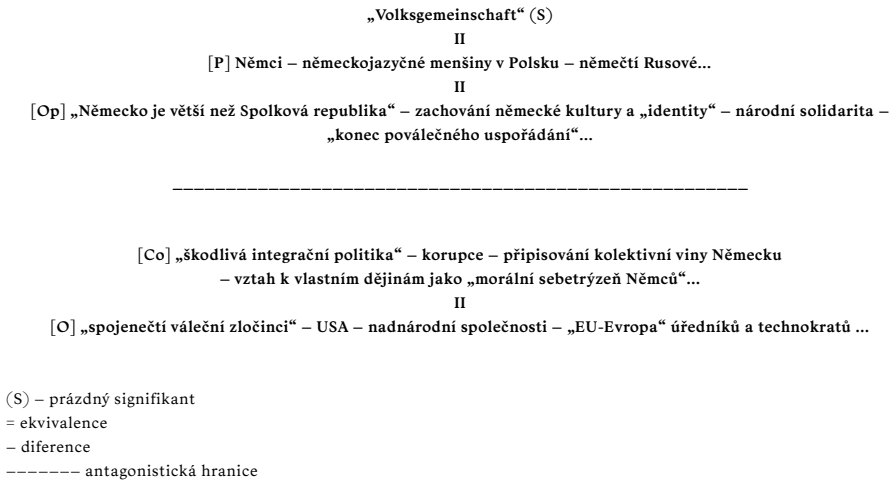 „Volksgemeinschaft“ (S)
II
[P] Němci – německojazyčné menšiny v Polsku – němečtí Rusové...
II
[Op] „Německo je větší než Spolková republika“ – zachování německé kultury a „identity“ – národní solidarita –
„konec poválečného uspořádání“...
––––––––––––––––––––––––––––––––––––––––––––––––––––––
[Co] „škodlivá integrační politika“ – korupce – připisování kolektivní viny Německu
– vztah k vlastním dějinám jako „morální sebetrýzeň Němců“...
II
[O] „spojenečtí váleční zločinci“ – USA – nadnárodní společnosti – „EU-Evropa“ úředníků a technokratů ...
(S) – prázdný signifikant
= ekvivalence
– diference
––––––– antagonistická hranice